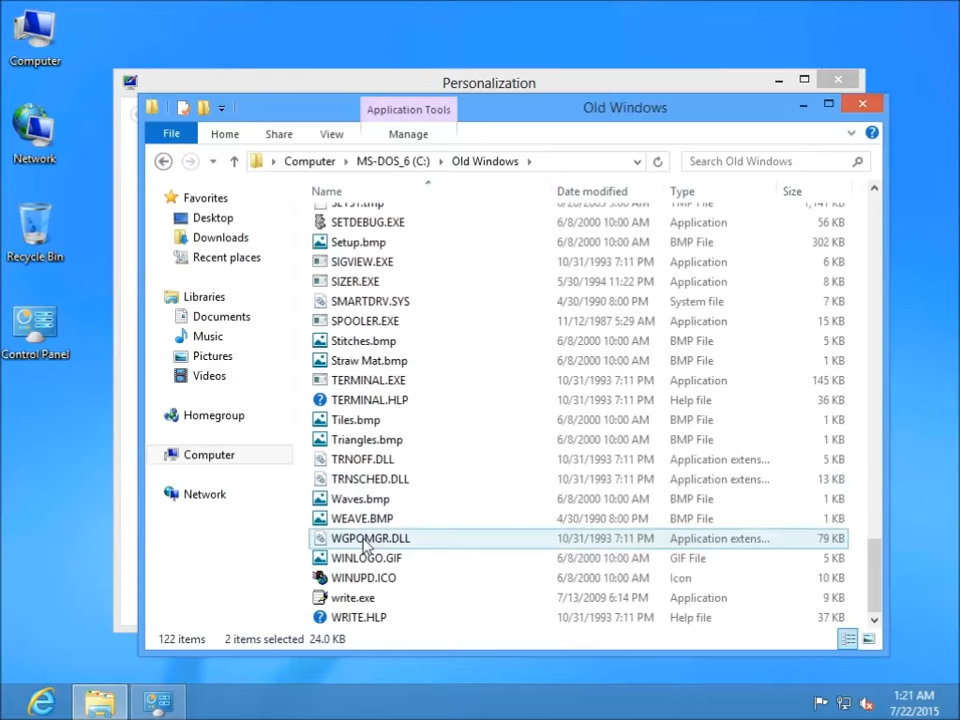 Computer
Network
Recycle Bin
Control Panel
Personalization
Application Tools
Old Windows
File
Home
Share
View
Manage
Computer
MS-DOS_6 (C:)
Old Windows
Search Old Windows
Favorites
Desktop
Downloads
Recent places
Libraries
Documents
Music
Pictures
Videos
Homegroup
Computer
Network
Name Date modified Type Size
SETDEBUG.EXE 6/8/2000 10:00 AM Application 56 KB
Setup.bmp 6/8/2000 10:00 AM BMP File 302 KB
SIGVIEW.EXE 10/31/1993 7:11 PM Application 6 KB
SIZER.EXE 5/30/1994 11:22 PM Application 4 KB
SMARTDRV.SYS 4/30/1990 8:00 PM System file 7 KB
SPOOLER.EXE 11/12/1987 5:29 AM Application 15 KB
Stitches.bmp 6/8/2000 10:00 AM BMP File 5 KB
Straw Mat.bmp 6/8/2000 10:00 AM BMP File 1 KB
TERMINAL.EXE 10/31/1993 7:11 PM Application 145 KB
TERMINAL.HLP 10/31/1993 7:11 PM Help file 36 KB
Tiles.bmp 6/8/2000 10:00 AM BMP File 1 KB
Triangles.bmp 6/8/2000 10:00 AM BMP File 1 KB
TRNOFF.DLL 10/31/1993 7:11 PM Application extens... 5 KB
TRNSCHED.DLL 10/31/1993 7:11 PM Application extens... 13 KB
Waves.bmp 6/8/2000 10:00 AM BMP File 1 KB
WEAVE.BMP 4/30/1990 8:00 PM BMP File 1 KB
WGPOMGR.DLL 10/31/1993 7:11 PM Application extens... 79 KB
WINLOGO.GIF 6/8/2000 10:00 AM GIF File 5 KB
WINUPD.ICO 6/8/2000 10:00 AM Icon 10 KB
write.exe 7/13/2009 6:14 PM Application 9 KB
WRITE.HLP 10/31/1993 7:11 PM Help file 37 KB
122 items 2 items selected 24.0 KB
1:21 AM
7/22/2015